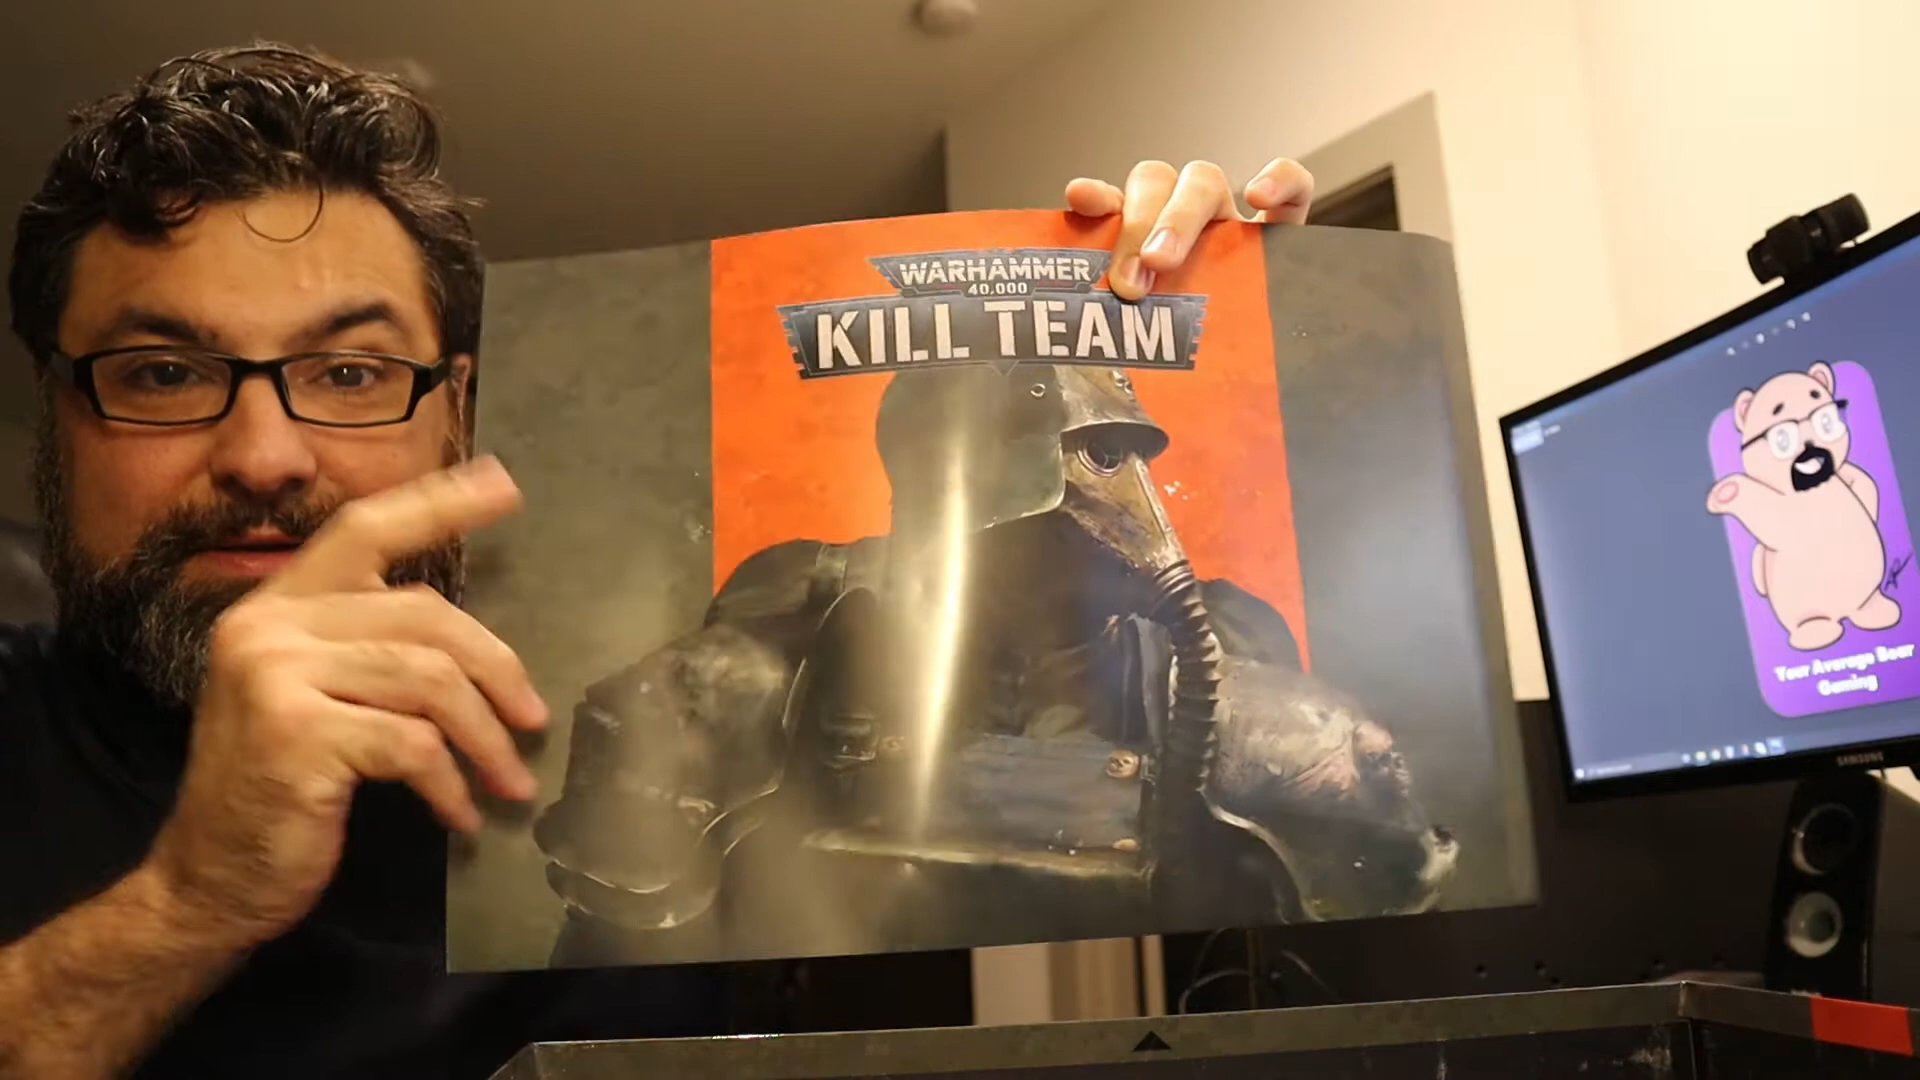 WARHAMMER
40,000
KILL TEAM
Your Average Bear
Gaming
SAMSUNG